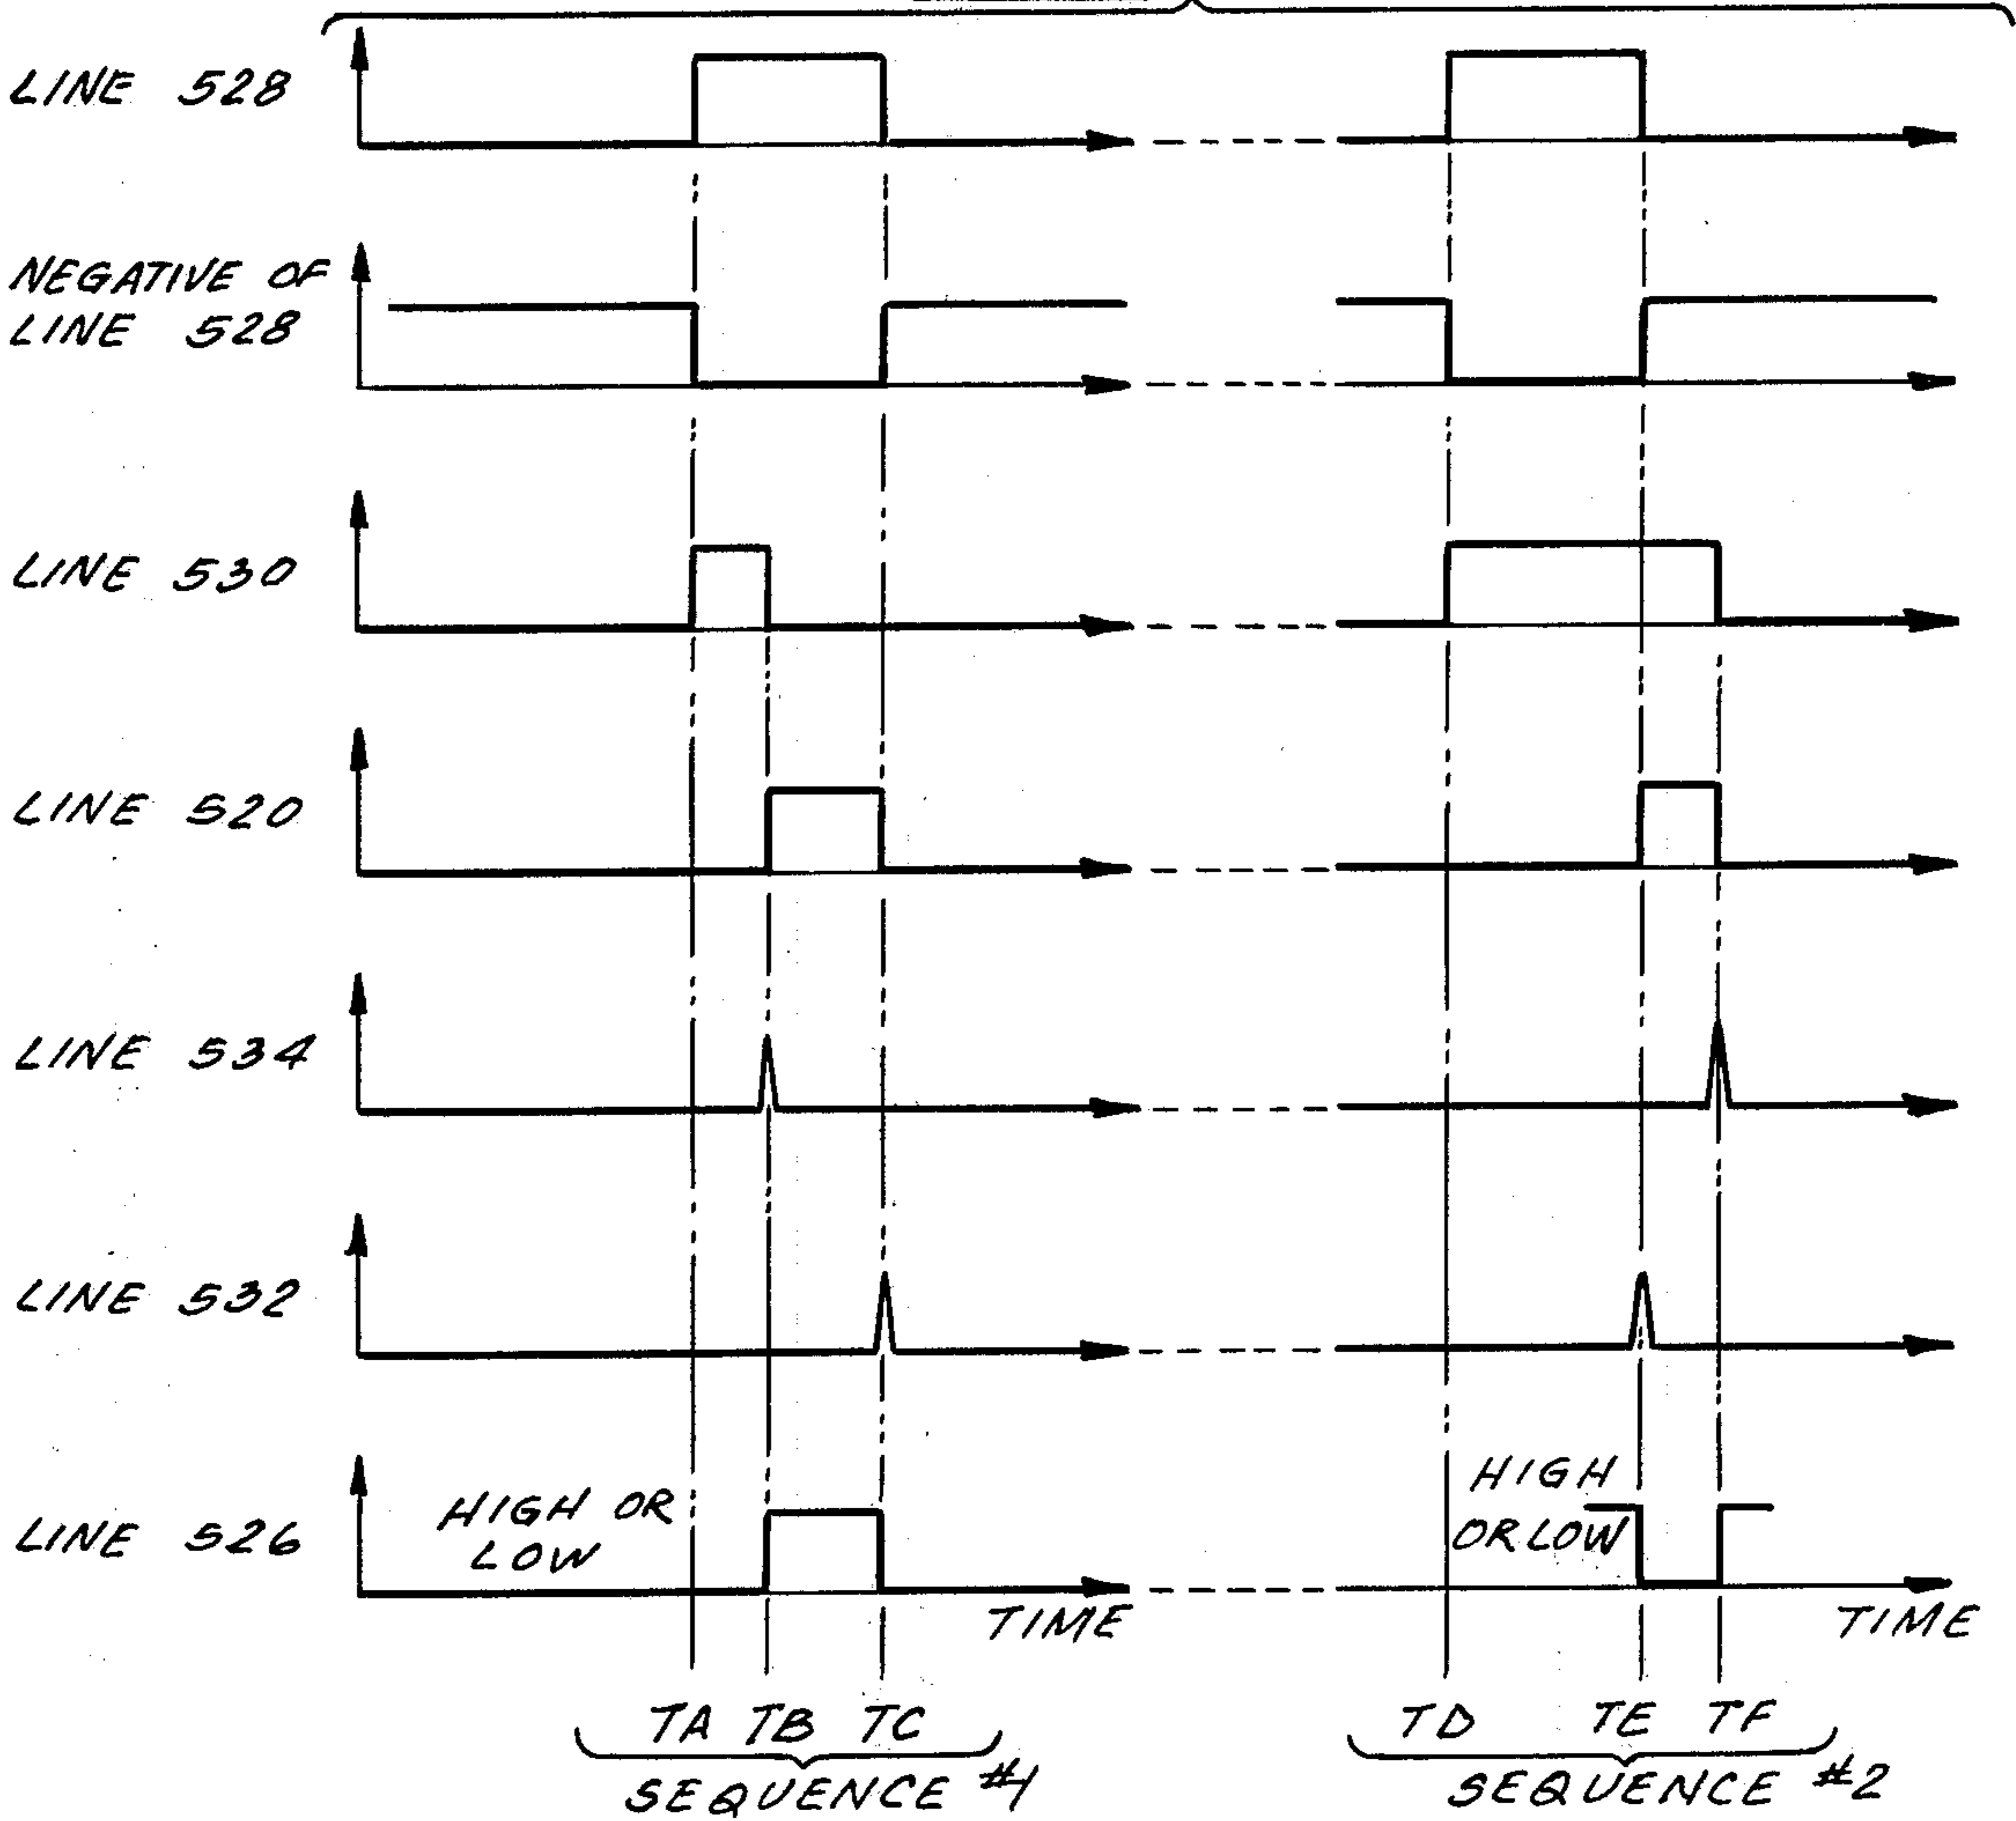 LINE 528
NEGATIVE OF
LINE 528
LINE 530
LINE 520
LINE 534
LINE 532
LINE 526
HIGH OR
LOW
HIGH
OR LOW
TIME
TIME
TA TB TC
TD TE TF
SEQUENCE #1
SEQUENCE #2